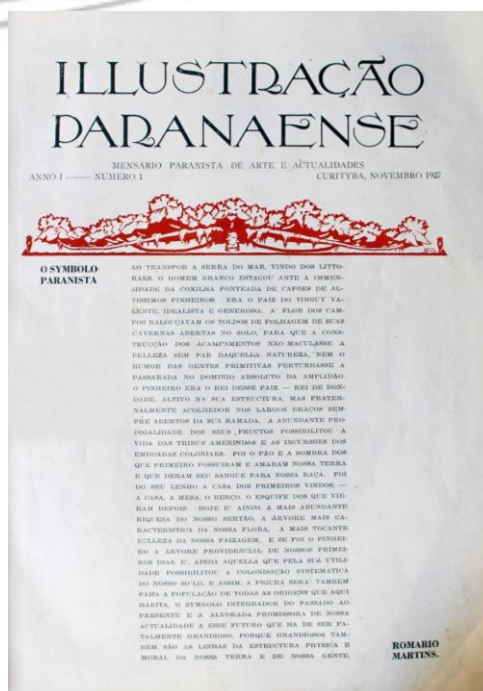 ILLUSTRAÇÃO
PARANAENSE
MENSÁRIO PARANISTA DE ARTE E ACTUALIDADES
ANNO I —— NUMERO 1 CURITYBA, NOVEMBRO 1927
O SYMBOLO
PARANISTA
AO TRANSPOR A SERRA DO MAR, VINDO DOS LITTO-
RAES, O HOMEM BRANCO ESTACOU ANTE A IMMEN-
SIDADE DA COXILHA PONTEADA DE CAPÕES DE AL-
TISSIMOS PINHEIROS. ERA O PAIZ DO TINGUY VA-
LENTE, IDEALISTA E GENEROSO. A' FLOR DOS CAM-
POS BALOUÇAVAM OS TOLDOS DE FOLHAGEM DE SUAS
CAVERNAS ABERTAS NO SOLO, PARA QUE A CONS-
TRUCÇÃO DOS ACAMPAMENTOS NÃO MACULASSE A
BELLEZA SEM PAR DAQUELLA NATUREZA, NEM O
RUMOR DAS GENTES PRIMITIVAS PERTURBASSE A
PASSARADA NO DOMINIO ABSOLUTO DA AMPLIDÃO.
O PINHEIRO ERA O REI DESSE PAIZ, — REI DE BON-
DADE, ALTIVO NA SUA ESTRUCTURA, MAS FRATER-
NALMENTE ACOLHEDOR NOS LARGOS BRAÇOS SEM-
PRE ABERTOS DA SUA RAMADA. A ABUNDANTE PRO-
DIGALIDADE DOS SEUS FRUCTOS POSSIBILITOU A
VIDA DAS TRIBUS AMERINDIAS E AS INCURSÕES DOS
EMBOABAS COLONIAES. FOI O PÃO E A SOMBRA DOS
QUE PRIMEIRO POSSUIRAM E AMARAM NOSSA TERRA
E QUE DERAM SEU SANGUE PARA NOSSA RAÇA. FOI
DO SEU LENHO A CASA DOS PRIMEIROS VINDOS, —
A CASA, A MESA, O BERÇO, O ESQUIFE DOS QUE VIE-
RAM DEPOIS. HOJE E' AINDA A MAIS ABUNDANTE
RIQUESA DO NOSSO SERTÃO, A ARVORE MAIS CA-
RACTERISTICA DA NOSSA FLORA, A MAIS TOCANTE
BELLEZA DA NOSSA PAIZAGEM. E SE FOI O PINHEI-
RO A ARVORE PROVIDENCIAL DE NOSSOS PRIMEI-
ROS DIAS, E' AINDA AQUELLA QUE PELA SUA UTILI-
DADE POSSIBILITOU A COLONISAÇÃO SYSTEMATICA
DO NOSSO SOLO, E ASSIM, A FIGURA SERA' TAMBEM
PARA A POPULAÇÃO DE TODAS AS ORIGENS QUE AQUI
HABITA, O SYMBOLO INTEGRADOR DO PASSADO AO
PRESENTE E A ALVORADA PROMISSORA DE NOSSA
ACTUALIDADE A ESSE FUTURO QUE HA DE SER FA-
TALMENTE GRANDIOSO, PORQUE GRANDIOSOS TAM-
BEM SÃO AS LINHAS DA ESTRUCTURA PHYSICA E
MORAL DA NOSSA TERRA E DE NOSSA GENTE.
ROMARIO
MARTINS.